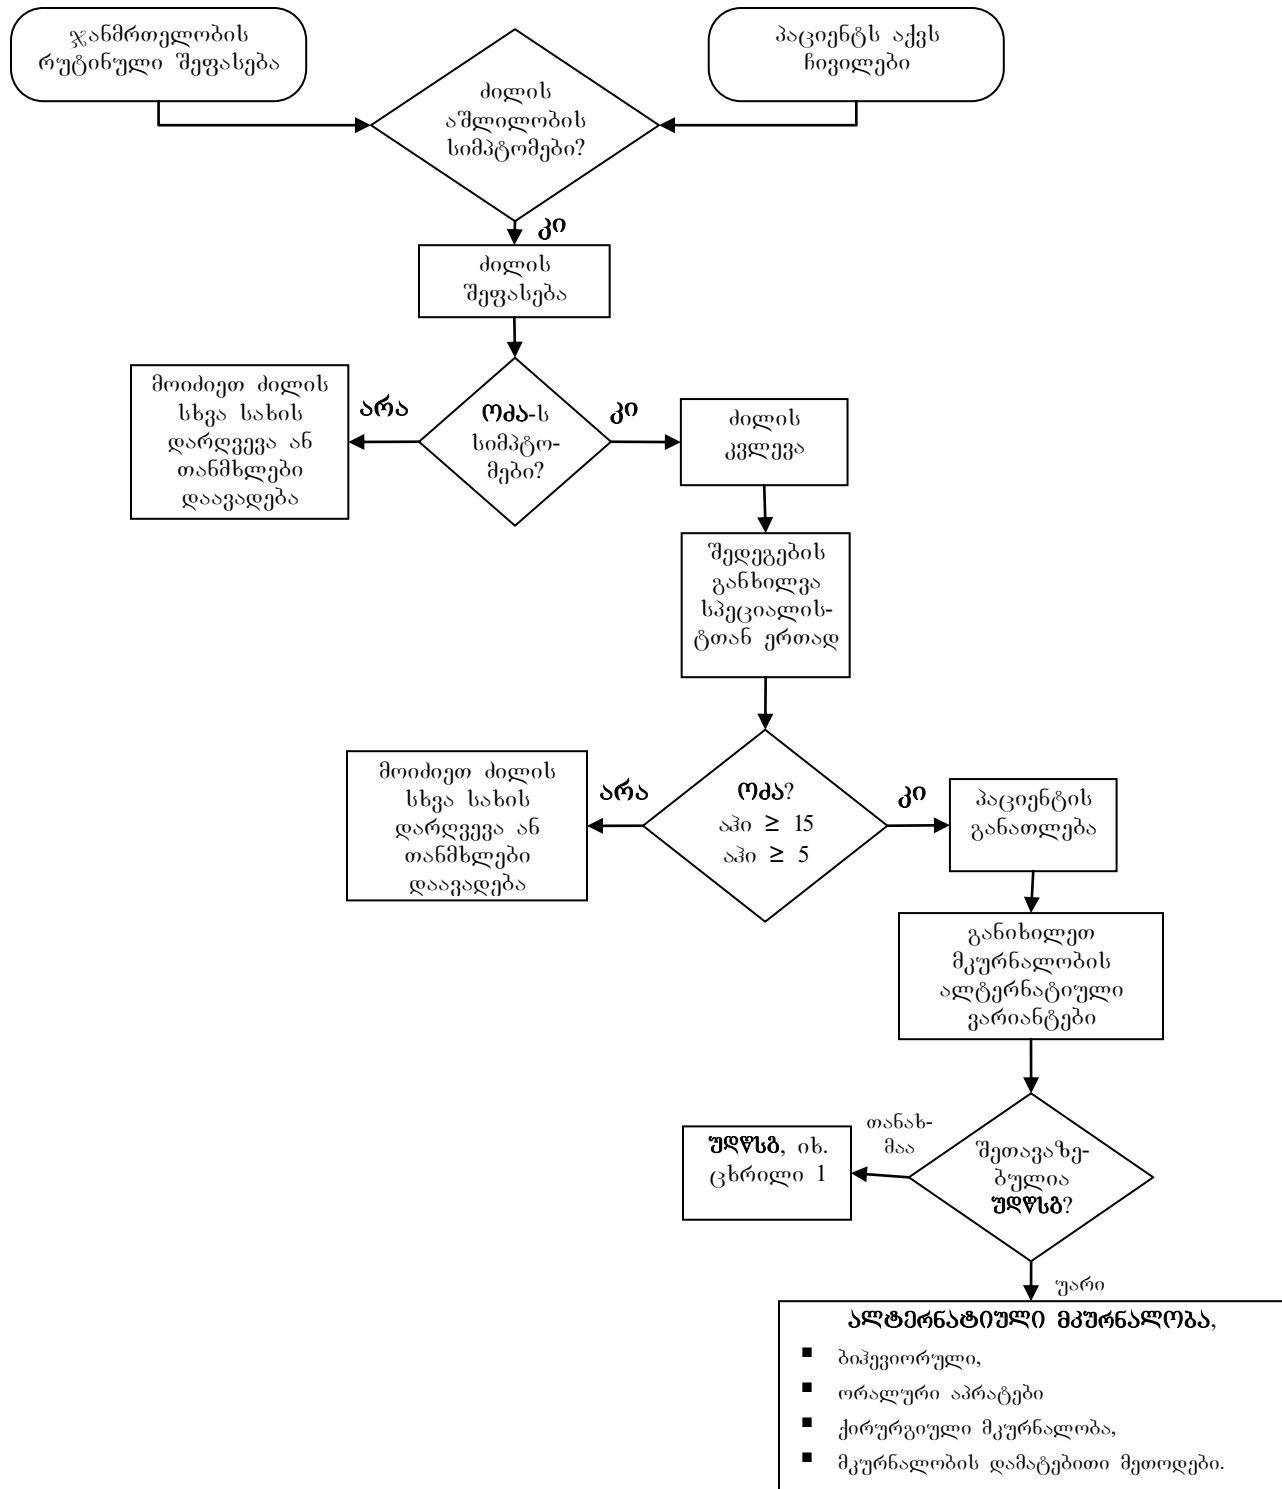 ჯანმრთელობის
რუტინული შეფასება
პაციენტს აქვს
ჩივილები
ძილის
აშლილობის
სიმპტომები?
კი
ძილის
შეფასება
მოიძიეთ ძილის
სხვა სახის
დარღვევა ან
თანმხლები
დაავადება
არა
ოძა-ს
სიმპტო-
მები?
კი
ძილის
კვლევა
შედეგების
განხილვა
სპეციალის-
ტთან ერთად
მოიძიეთ ძილის
სხვა სახის
დარღვევა ან
თანმხლები
დაავადება
არა
ოძა?
აჰი ≥ 15
აჰი ≥ 5
კი
პაციენტის
განათლება
განიხილეთ
მკურნალობის
ალტერნატიული
ვარიანტები
უდწსგ, იხ.
ცხრილი 1
თანახ-
მაა
შეთავაზე-
ბულია
უდწსგ?
უარი
ალტერნატიული მკურნალობა,
▪ ბიჰევიორული,
▪ ორალური აპრატები
▪ ქირურგიული მკურნალობა,
▪ მკურნალობის დამატებითი მეთოდები.